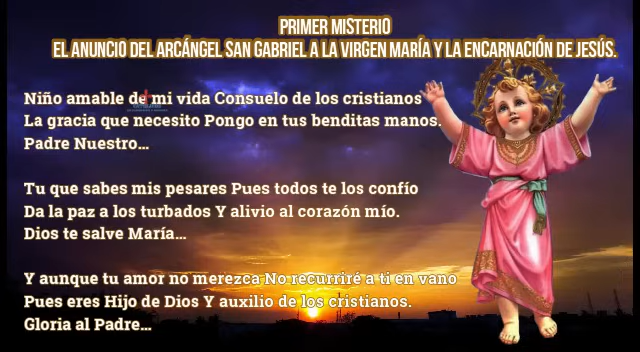 PRIMER MISTERIO
EL ANUNCIO DEL ARCÁNGEL SAN GABRIEL A LA VIRGEN MARÍA Y LA ENCARNACIÓN DE JESÚS.
Niño amable de mi vida Consuelo de los cristianos
La gracia que necesito Pongo en tus benditas manos.
Padre Nuestro...
Tu que sabes mis pesares Pues todos te los confío
Da la paz a los turbados Y alivio al corazón mío.
Dios te salve María...
Y aunque tu amor no merezca No recurriré a ti en vano
Pues eres Hijo de Dios Y auxilio de los cristianos.
Gloria al Padre...